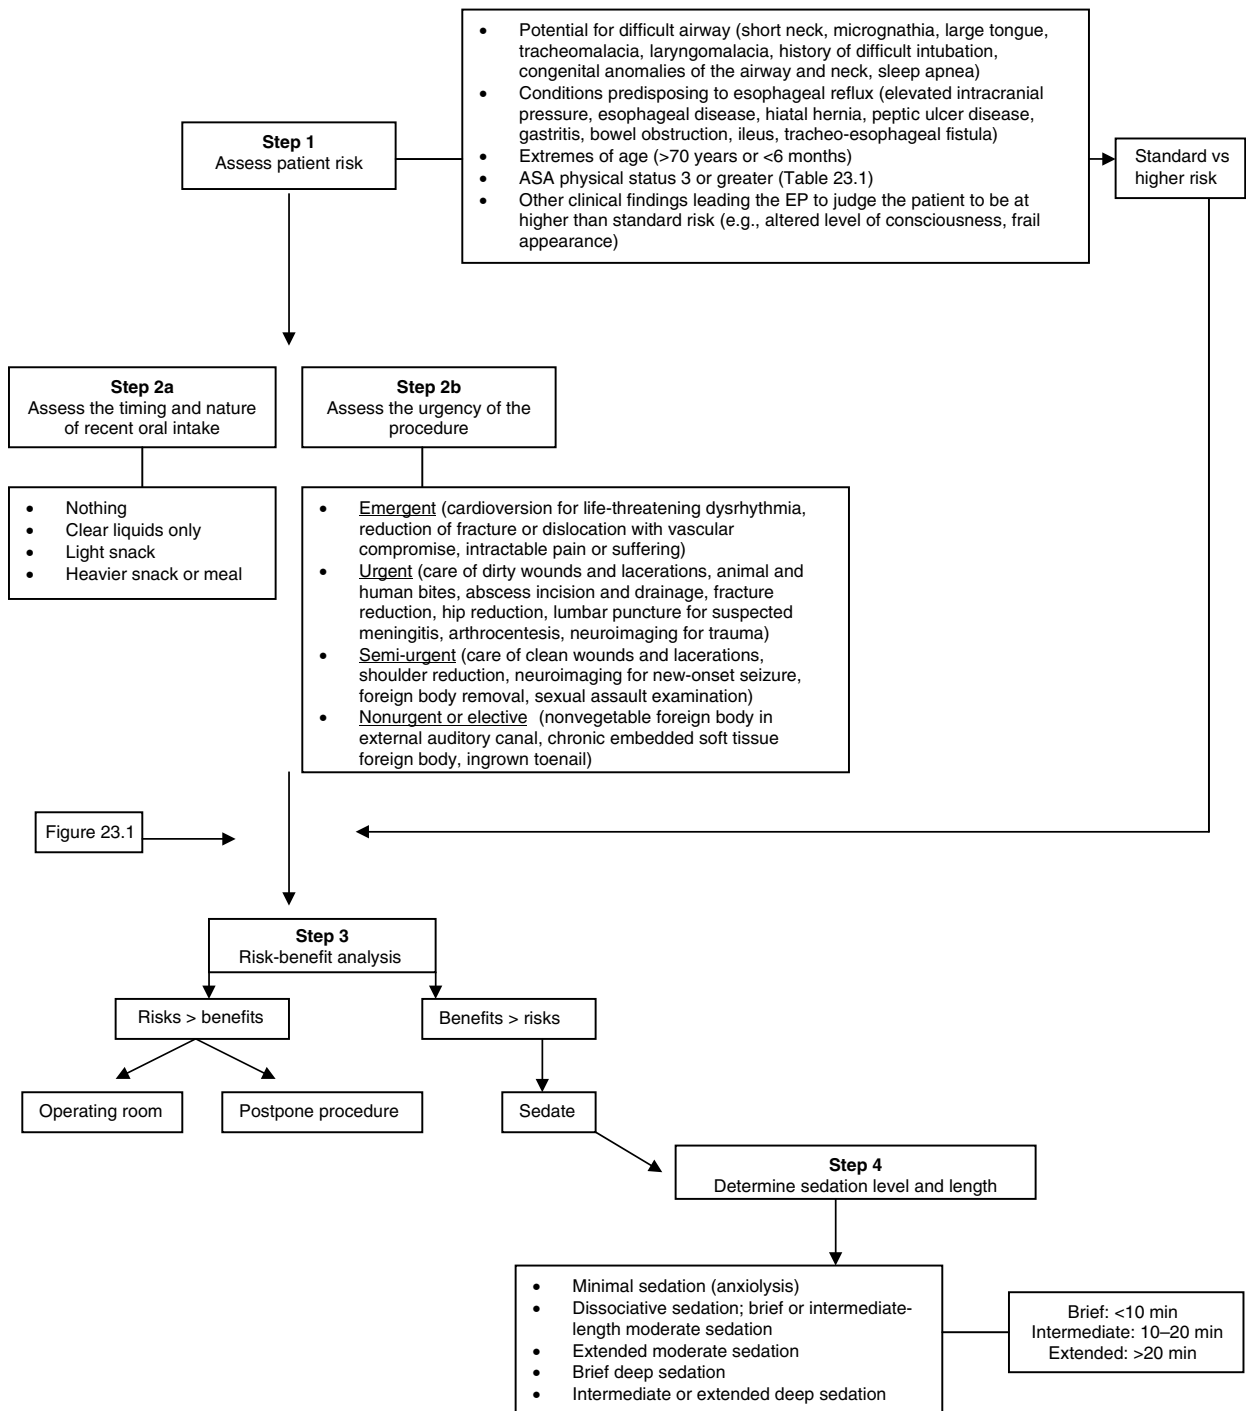 • Potential for difficult airway (short neck, micrognathia, large tongue,
tracheomalacia, laryngomalacia, history of difficult intubation,
congenital anomalies of the airway and neck, sleep apnea)
• Conditions predisposing to esophageal reflux (elevated intracranial
pressure, esophageal disease, hiatal hernia, peptic ulcer disease,
gastritis, bowel obstruction, ileus, tracheo-esophageal fistula)
• Extremes of age (>70 years or <6 months)
• ASA physical status 3 or greater (Table 23.1)
• Other clinical findings leading the EP to judge the patient to be at
higher than standard risk (e.g., altered level of consciousness, frail
appearance)
Step 1
Assess patient risk
Standard vs
higher risk
Step 2a
Assess the timing and nature
of recent oral intake
Step 2b
Assess the urgency of the
procedure
• Nothing
• Clear liquids only
• Light snack
• Heavier snack or meal
• Emergent (cardioversion for life-threatening dysrhythmia,
reduction of fracture or dislocation with vascular
compromise, intractable pain or suffering)
• Urgent (care of dirty wounds and lacerations, animal and
human bites, abscess incision and drainage, fracture
reduction, hip reduction, lumbar puncture for suspected
meningitis, arthrocentesis, neuroimaging for trauma)
• Semi-urgent (care of clean wounds and lacerations,
shoulder reduction, neuroimaging for new-onset seizure,
foreign body removal, sexual assault examination)
• Nonurgent or elective (nonvegetable foreign body in
external auditory canal, chronic embedded soft tissue
foreign body, ingrown toenail)
Figure 23.1
Step 3
Risk-benefit analysis
Risks > benefits
Benefits > risks
Operating room
Postpone procedure
Sedate
Step 4
Determine sedation level and length
• Minimal sedation (anxiolysis)
• Dissociative sedation; brief or intermediate-
length moderate sedation
• Extended moderate sedation
• Brief deep sedation
• Intermediate or extended deep sedation
Brief: <10 min
Intermediate: 10–20 min
Extended: >20 min